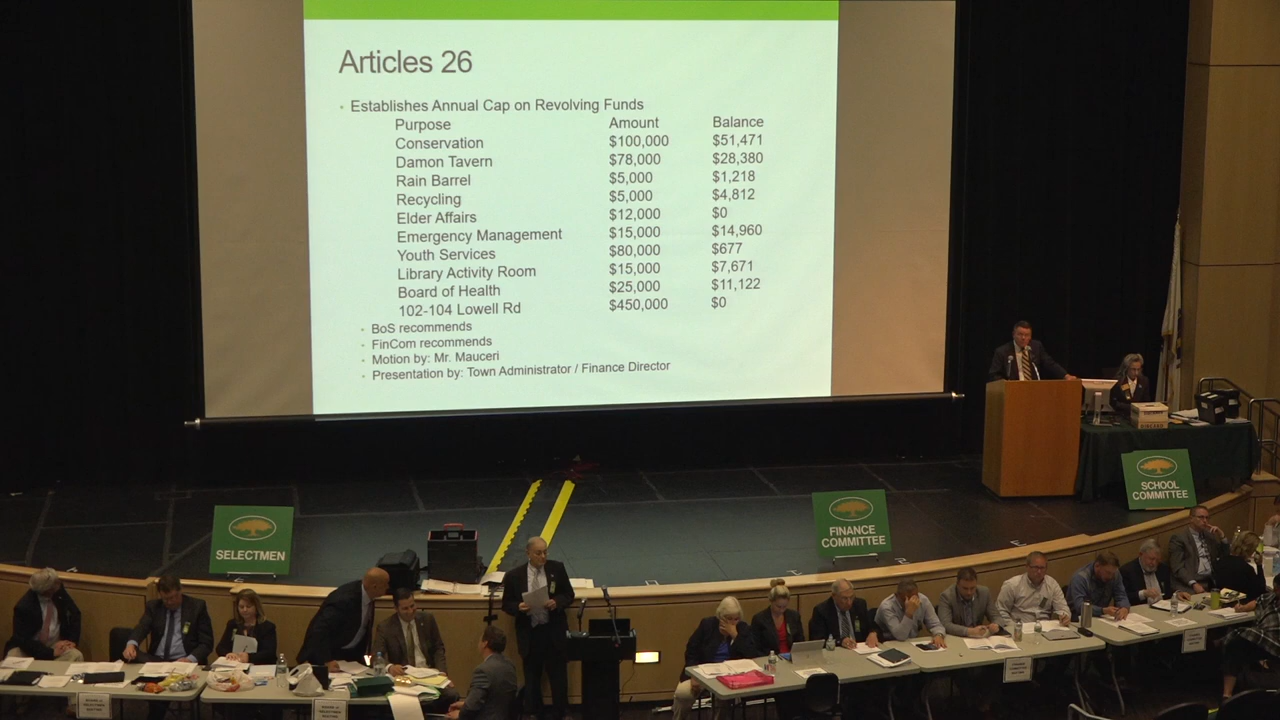 Articles 26
Establishes Annual Cap on Revolving Funds
Purpose Amount Balance
Conservation $100,000 $51,471
Damon Tavern $78,000 $28,380
Rain Barrel $5,000 $1,218
Recycling $5,000 $4,812
Elder Affairs $12,000 $0
Emergency Management $15,000 $14,960
Youth Services $80,000 $677
Library Activity Room $15,000 $7,671
Board of Health $25,000 $11,122
102-104 Lowell Rd $450,000 $0
BoS recommends
FinCom recommends
Motion by: Mr. Mauceri
Presentation by: Town Administrator / Finance Director
SELECTMEN
FINANCE
COMMITTEE
SCHOOL
COMMITTEE